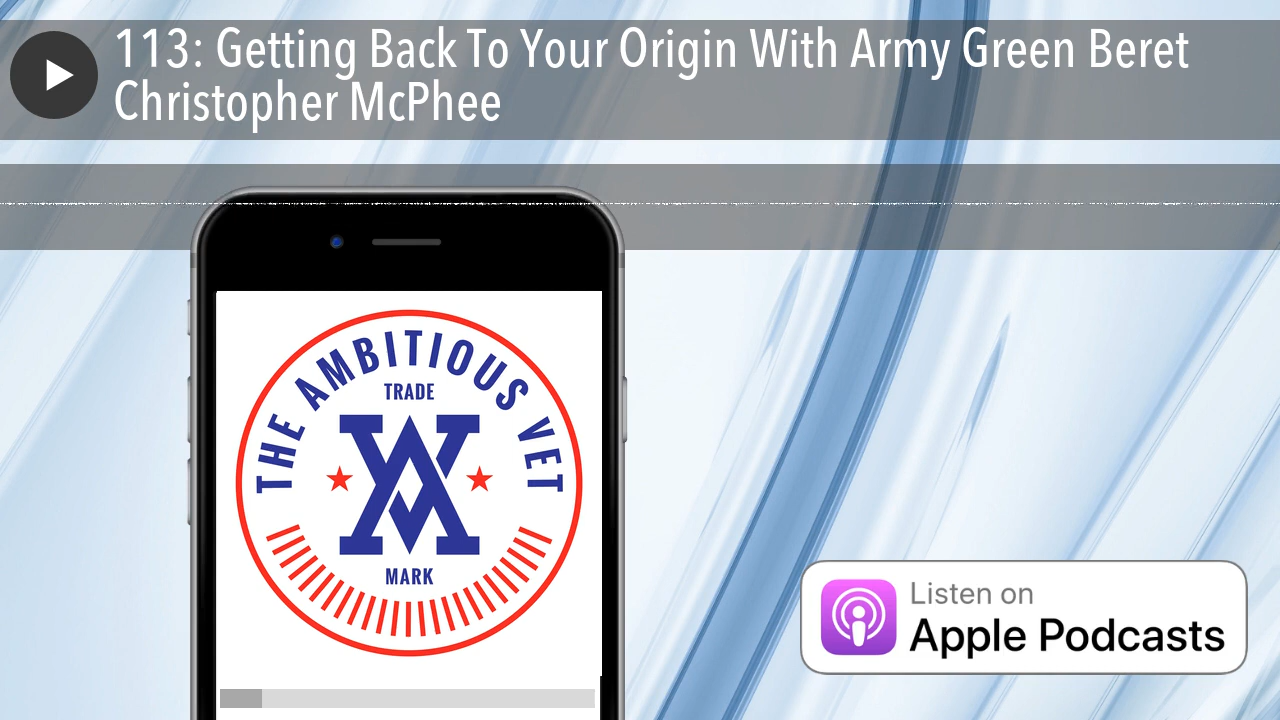 113: Getting Back To Your Origin With Army Green Beret
Christopher McPhee
THE AMBITIOUS VET
TRADE
MARK
Listen on
Apple Podcasts